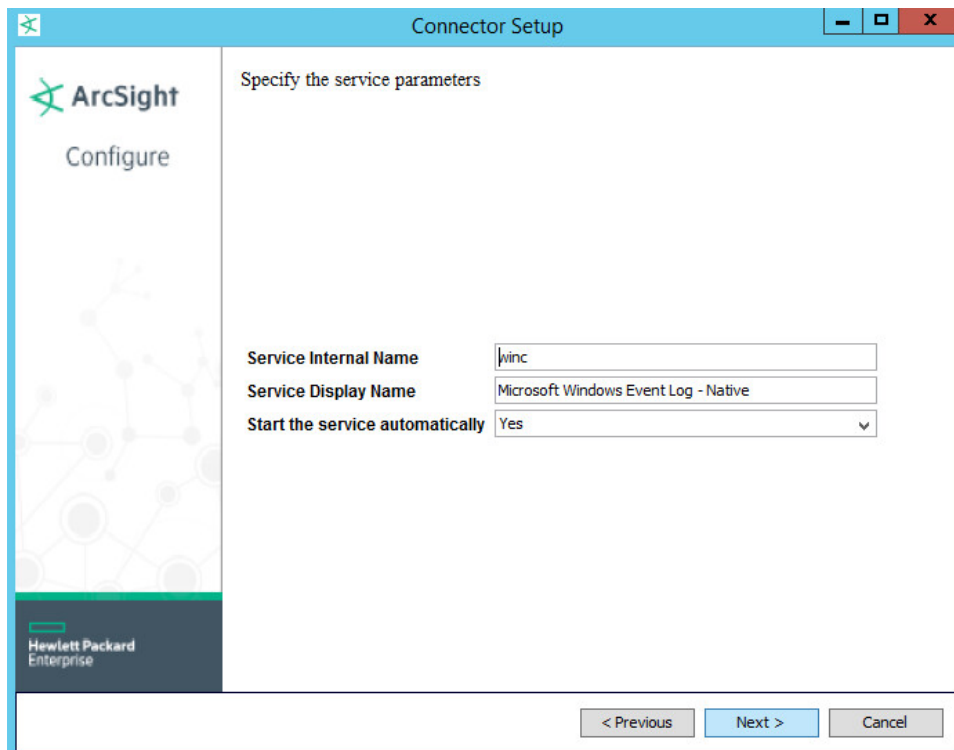 Connector Setup
ArcSight
Configure
Specify the service parameters
Service Internal Name winc
Service Display Name Microsoft Windows Event Log - Native
Start the service automatically Yes
Hewlett Packard
Enterprise
< Previous Next > Cancel